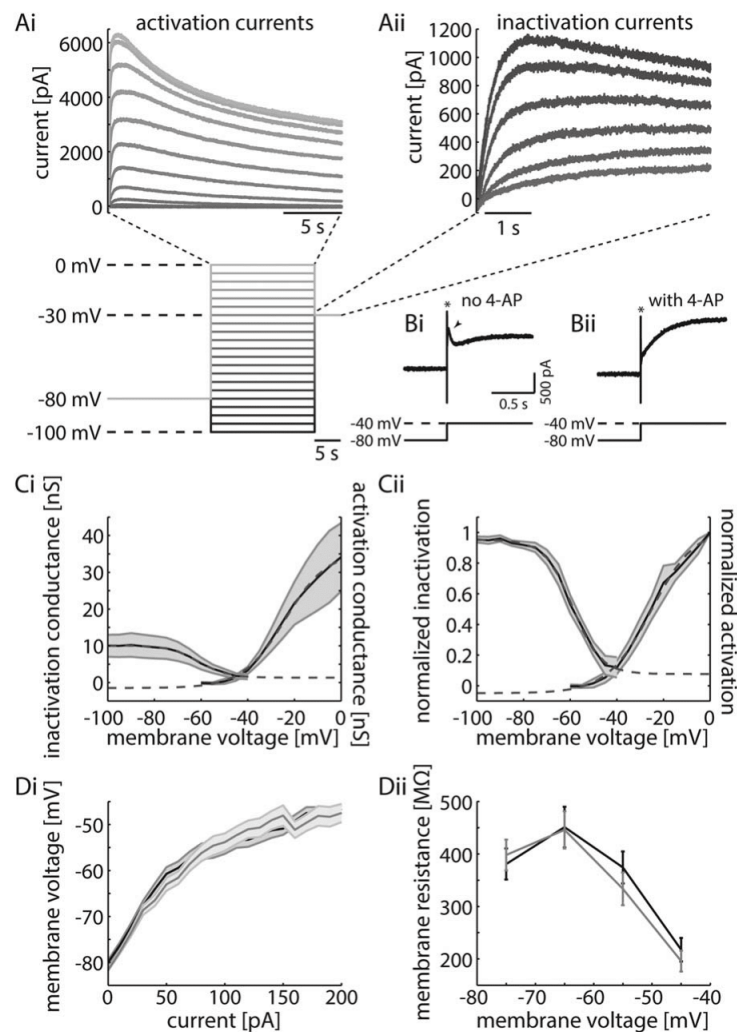 Ai
activation currents
6000
4000
2000
0
current [pA]
5 s
Aii
inactivation currents
1200
1000
800
600
400
200
0
current [pA]
1 s
0 mV
-30 mV
-80 mV
-100 mV
5 s
Bi
*
no 4-AP
0.5 s
500 pA
-40 mV
-80 mV
Bii
*
with 4-AP
-40 mV
-80 mV
Ci
inactivation conductance [nS]
activation conductance [nS]
40
30
20
10
0
-100 -80 -60 -40 -20 0
membrane voltage [mV]
Cii
normalized inactivation
normalized activation
1
0.8
0.6
0.4
0.2
0
-100 -80 -60 -40 -20 0
membrane voltage [mV]
Di
membrane voltage [mV]
-50
-60
-70
-80
0 50 100 150 200
current [pA]
Dii
membrane resistance [MΩ]
500
400
300
200
-80 -70 -60 -50 -40
membrane voltage [mV]